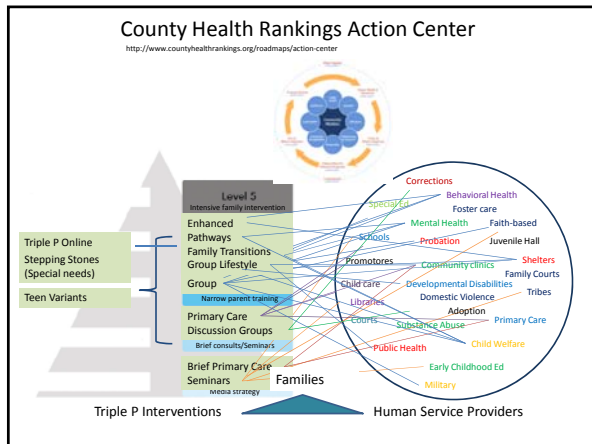 County Health Rankings Action Center
http://www.countyhealthrankings.org/roadmaps/action-center
Level 5
Intensive family intervention
Enhanced
Pathways
Family Transitions
Group Lifestyle
Group
Narrow parent training
Primary Care
Discussion Groups
Brief consults/Seminars
Brief Primary Care
Seminars
Media strategy
Triple P Online
Stepping Stones
(Special needs)
Teen Variants
Corrections
Special Ed
Behavioral Health
Foster care
Mental Health
Faith-based
Schools
Probation
Juvenile Hall
Promotores
Community clinics
Shelters
Family Courts
Child care
Developmental Disabilities
Tribes
Domestic Violence
Libraries
Adoption
Courts
Substance Abuse
Primary Care
Public Health
Child Welfare
Early Childhood Ed
Military
Families
Triple P Interventions
Human Service Providers